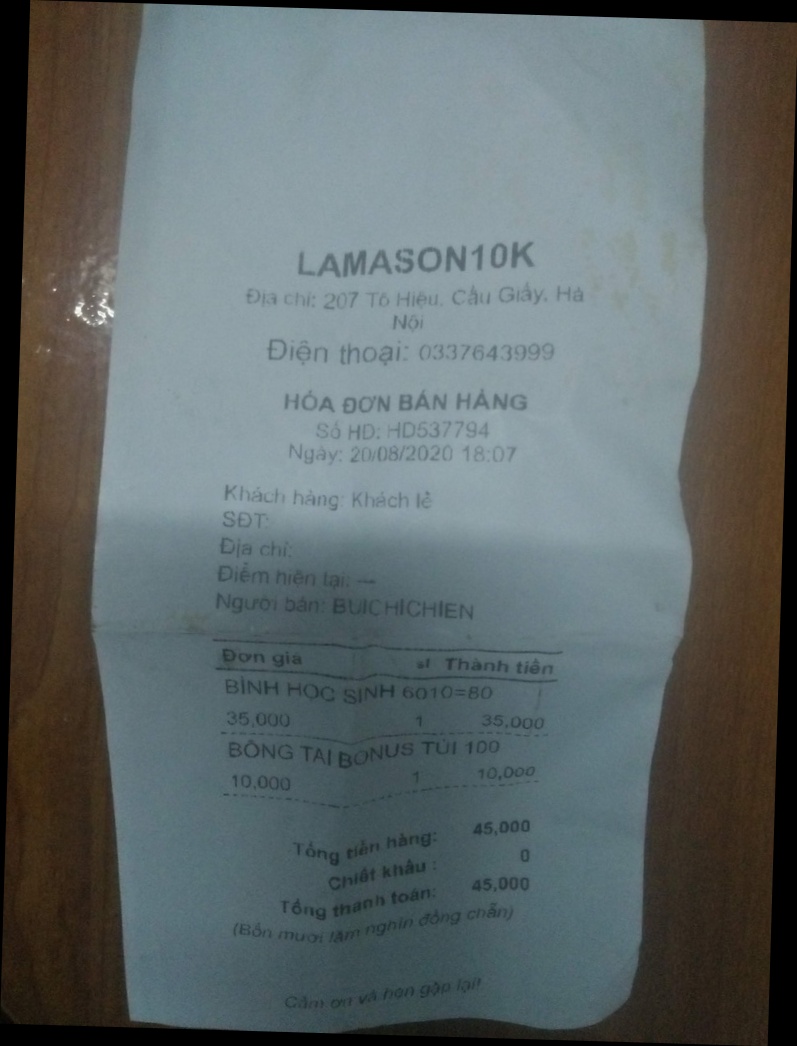 LAMASON10K
Địa chỉ: 207 Tô Hiệu, Cầu Giấy, Hà
Nội
Điện thoại: 0337643999
HÓA ĐƠN BÁN HÀNG
Số HD: HD537794
Ngày: 20/08/2020 18:07
Khách hàng: Khách lẻ
SĐT:
Địa chỉ:
Điểm hiện tại: ---
Người bán: BUICHICHIEN
Đơn giá sl Thành tiền
BÌNH HỌC SINH 6010=80
35,000 1 35,000
BÔNG TAI BONUS TÚI 100
10,000 1 10,000
Tổng tiền hàng: 45,000
Chiết khấu : 0
Tổng thanh toán: 45,000
(Bốn mươi lăm nghìn đồng chẵn)
Cảm ơn và hẹn gặp lại!